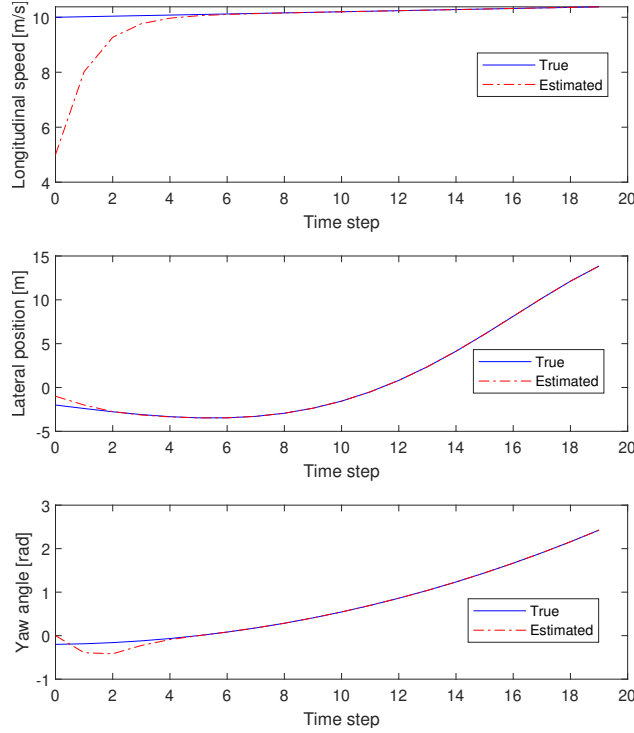 Longitudinal speed [m/s]
10
8
6
4
True
Estimated
0 2 4 6 8 10 12 14 16 18 20
Time step
Lateral position [m]
15
10
5
0
-5
True
Estimated
0 2 4 6 8 10 12 14 16 18 20
Time step
Yaw angle [rad]
3
2
1
0
-1
True
Estimated
0 2 4 6 8 10 12 14 16 18 20
Time step